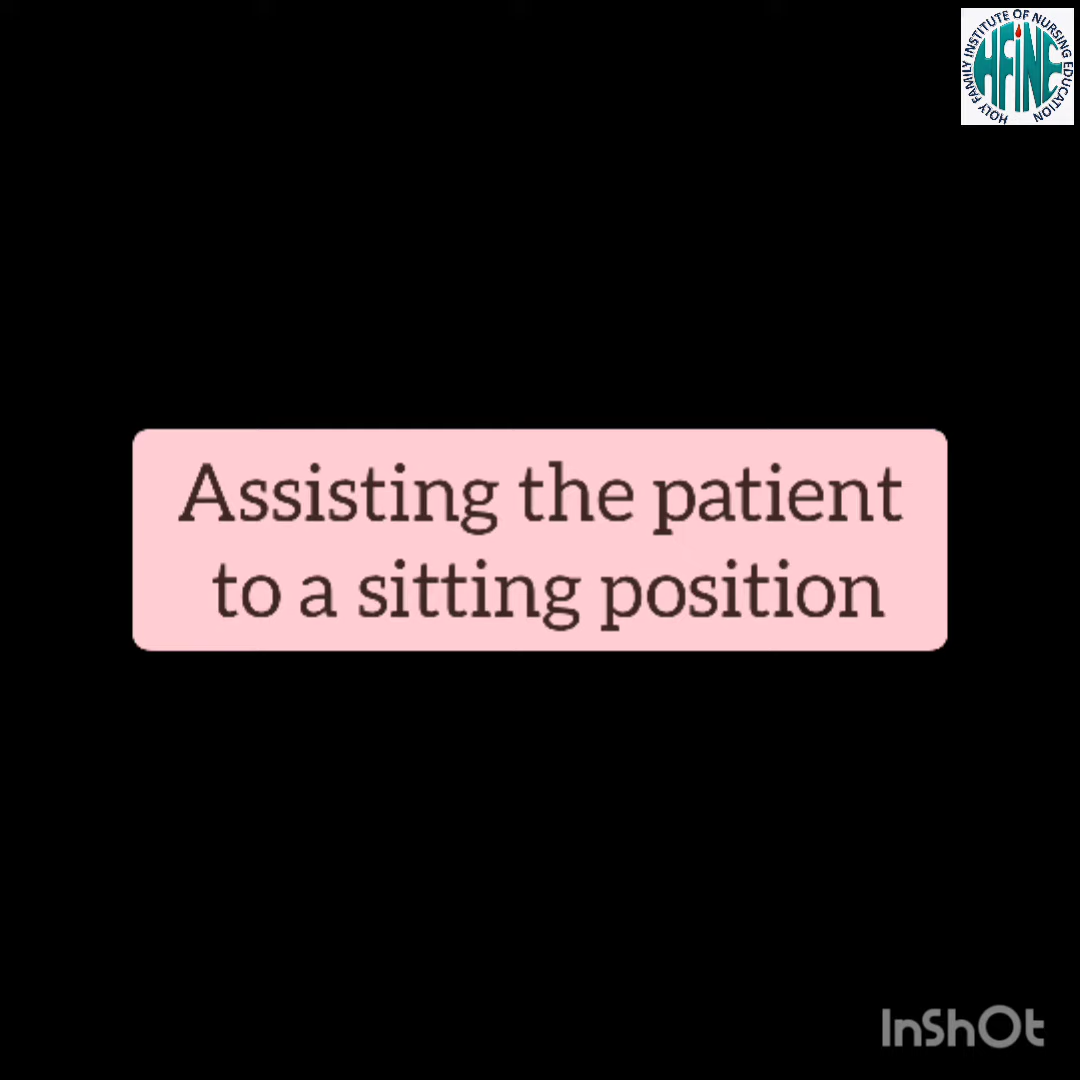 HOLY FAMILY INSTITUTE OF NURSING EDUCATION
HFINE
Assisting the patient
to a sitting position
InShOt